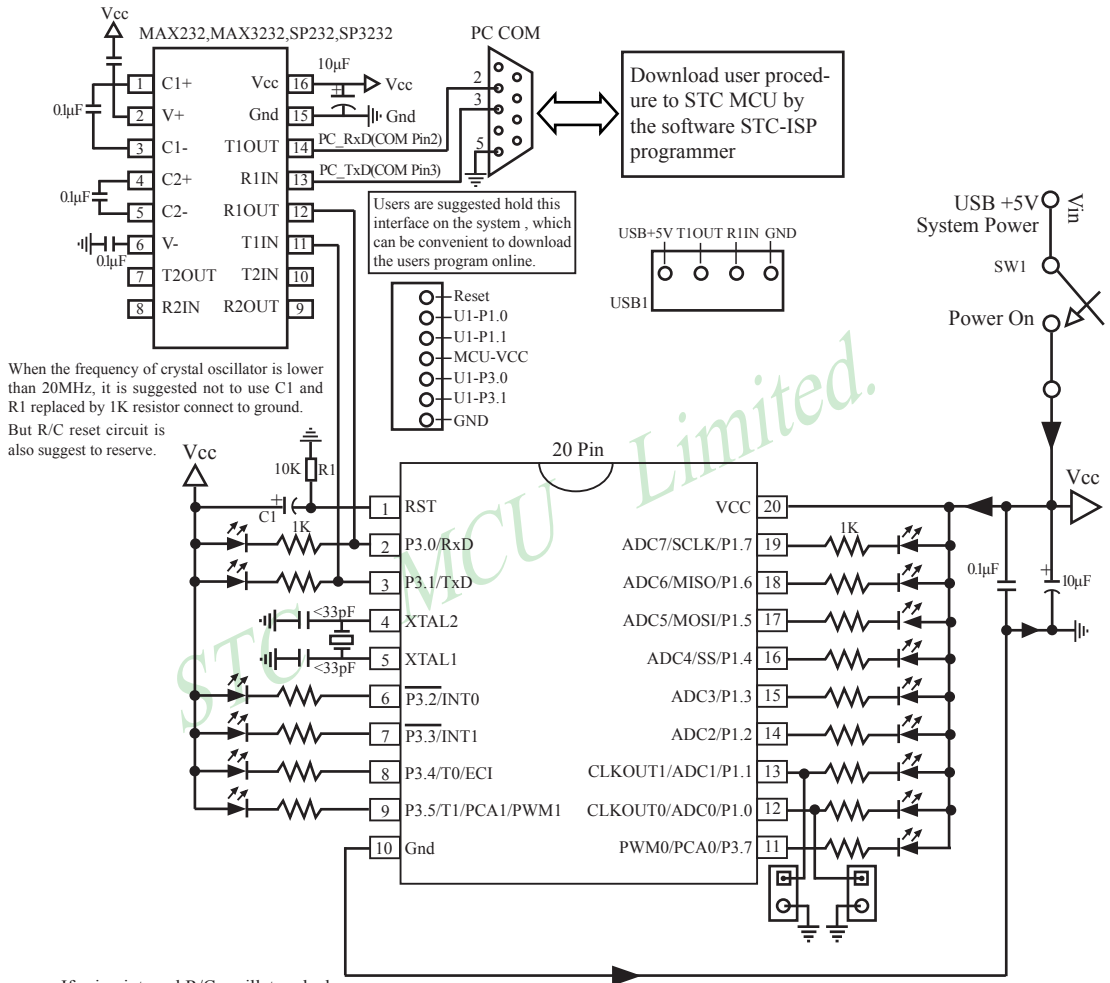 Vcc
MAX232,MAX3232,SP232,SP3232
PC COM
1 C1+ Vcc 16
2 V+ Gnd 15
3 C1- T1OUT 14
4 C2+ R1IN 13
5 C2- R1OUT 12
6 V- T1IN 11
7 T2OUT T2IN 10
8 R2IN R2OUT 9
0.1μF
0.1μF
0.1μF
10μF
+
Vcc
Gnd
PC_RxD(COM Pin2)
PC_TxD(COM Pin3)
2
3
5
Download user proced-
ure to STC MCU by
the software STC-ISP
programmer
Users are suggested hold this
interface on the system , which
can be convenient to download
the users program online.
USB+5V T1OUT R1IN GND
USB1
USB +5V
System Power
Vin
SW1
Power On
Reset
U1-P1.0
U1-P1.1
MCU-VCC
U1-P3.0
U1-P3.1
GND
When the frequency of crystal oscillator is lower
than 20MHz, it is suggested not to use C1 and
R1 replaced by 1K resistor connect to ground.
But R/C reset circuit is
also suggest to reserve.
Vcc
10K R1
+
C1
1K
<33pF
<33pF
20 Pin
1 RST VCC 20
2 P3.0/RxD ADC7/SCLK/P1.7 19
3 P3.1/TxD ADC6/MISO/P1.6 18
4 XTAL2 ADC5/MOSI/P1.5 17
5 XTAL1 ADC4/SS/P1.4 16
6 P3.2/INT0 ADC3/P1.3 15
7 P3.3/INT1 ADC2/P1.2 14
8 P3.4/T0/ECI CLKOUT1/ADC1/P1.1 13
9 P3.5/T1/PCA1/PWM1 CLKOUT0/ADC0/P1.0 12
10 Gnd PWM0/PCA0/P3.7 11
1K
Vcc
0.1μF
+
10μF
STC MCU Limited.